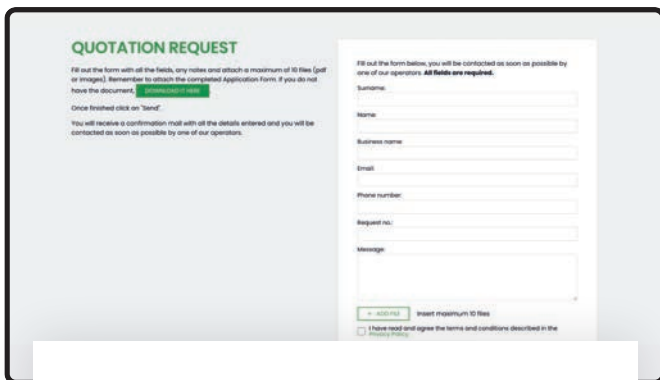 QUOTATION REQUEST
Fill out the form with all the fields, any notes and attach a maximum of 10 files (pdf
or images). Remember to attach the completed Application Form. If you do not
have the document, DOWNLOAD IT HERE
Once finished click on "Send".
You will receive a confirmation mail with all the details entered and you will be
contacted as soon as possible by one of our operators.
Fill out the form below, you will be contacted as soon as possible by
one of our operators. All fields are required.
Surname:
Name:
Business name:
Email:
Phone number:
Request no.:
Message:
+ ADD FILE Insert maximum 10 files
I have read and agree the terms and conditions described in the
Privacy Policy